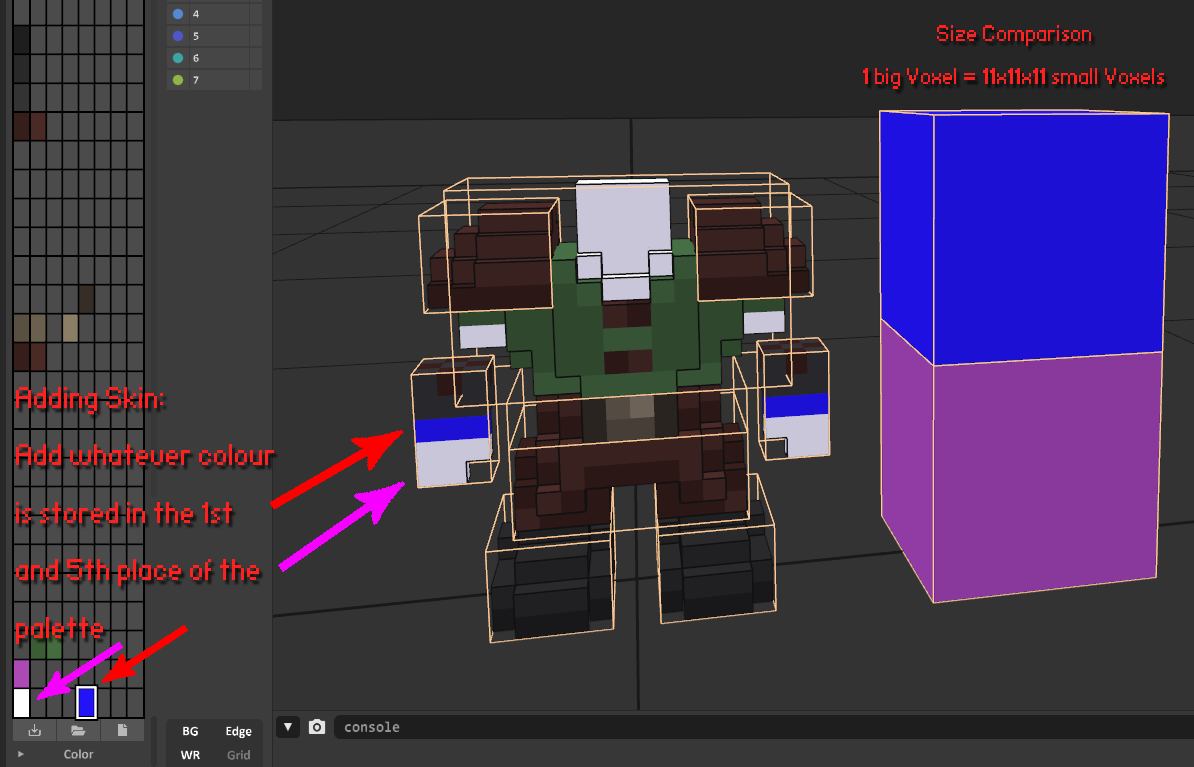 4
5
6
7
Size Comparison
1 big Voxel = 11x11x11 small Voxels
Adding Skin:
Add whatever colour
is stored in the 1st
and 5th place of the
palette
Color
BG Edge
WR Grid
console